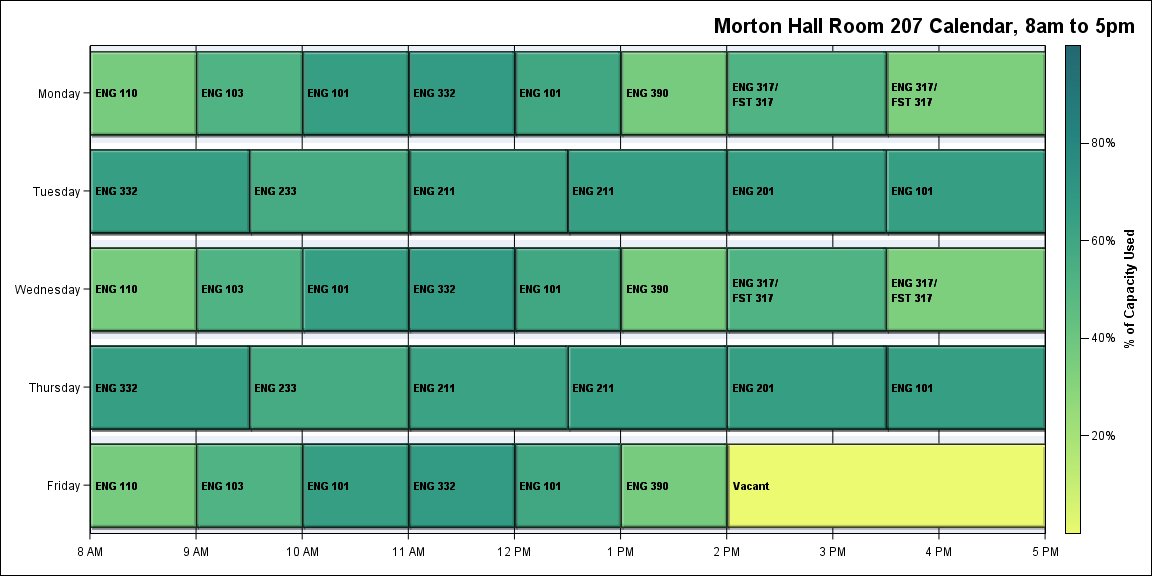 Morton Hall Room 207 Calendar, 8am to 5pm
Monday
ENG 110
ENG 103
ENG 101
ENG 332
ENG 101
ENG 390
ENG 317/
FST 317
ENG 317/
FST 317
Tuesday
ENG 332
ENG 233
ENG 211
ENG 211
ENG 201
ENG 101
Wednesday
ENG 110
ENG 103
ENG 101
ENG 332
ENG 101
ENG 390
ENG 317/
FST 317
ENG 317/
FST 317
Thursday
ENG 332
ENG 233
ENG 211
ENG 211
ENG 201
ENG 101
Friday
ENG 110
ENG 103
ENG 101
ENG 332
ENG 101
ENG 390
Vacant
8 AM
9 AM
10 AM
11 AM
12 PM
1 PM
2 PM
3 PM
4 PM
5 PM
80%
60%
40%
20%
% of Capacity Used